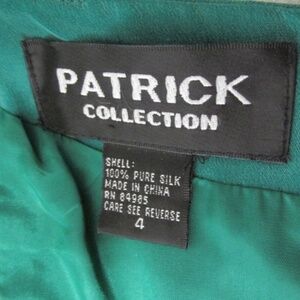 PATRICK
COLLECTION
SHELL:
100% PURE SILK
MADE IN CHINA
RN 84985
CARE SEE REVERSE
4